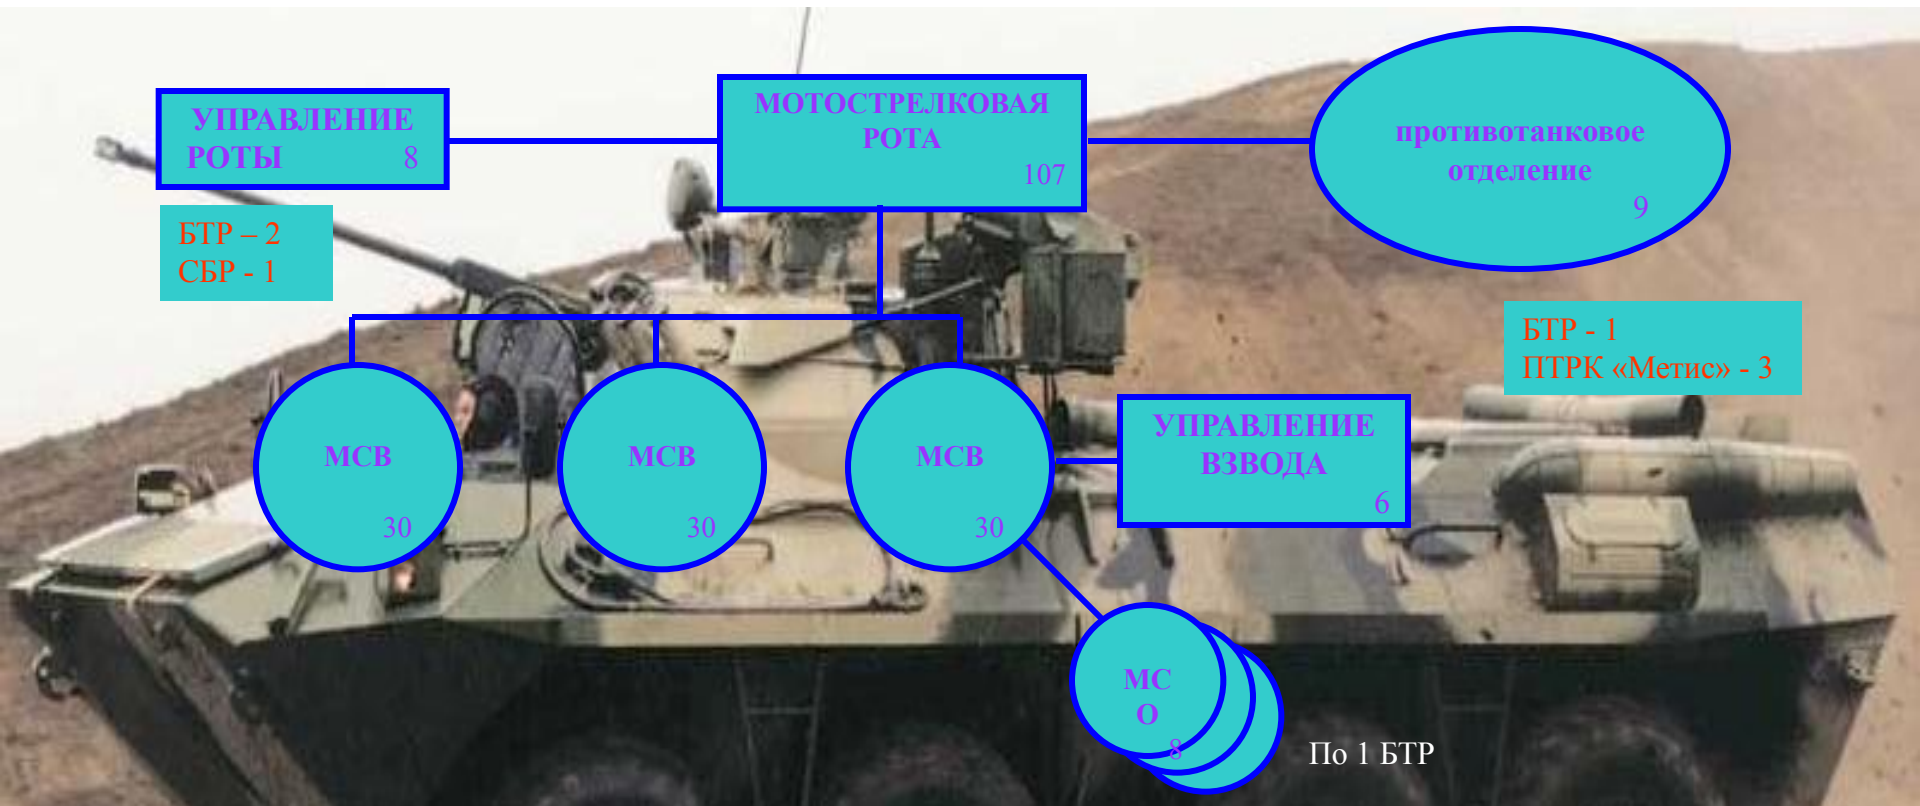 УПРАВЛЕНИЕ
РОТЫ 8
МОТОСТРЕЛКОВАЯ
РОТА
107
противотанковое
отделение
9
БТР – 2
СБР - 1
БТР - 1
ПТРК «Метис» - 3
МСВ
30
МСВ
30
МСВ
30
УПРАВЛЕНИЕ
ВЗВОДА
6
МС
О
8
По 1 БТР